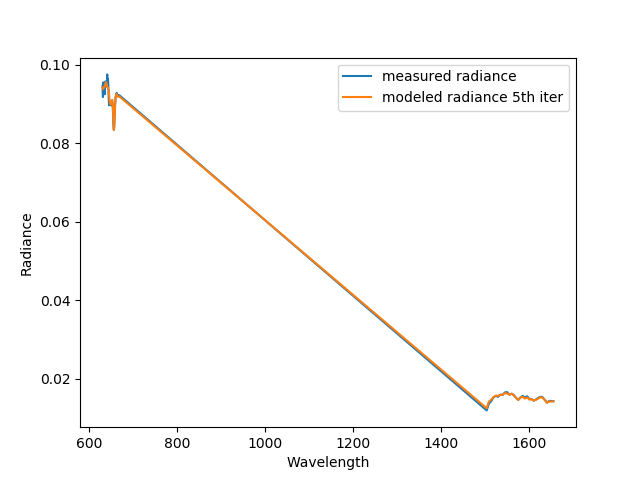 measured radiance
modeled radiance 5th iter
0.10
0.08
0.06
0.04
0.02
Radiance
600 800 1000 1200 1400 1600
Wavelength